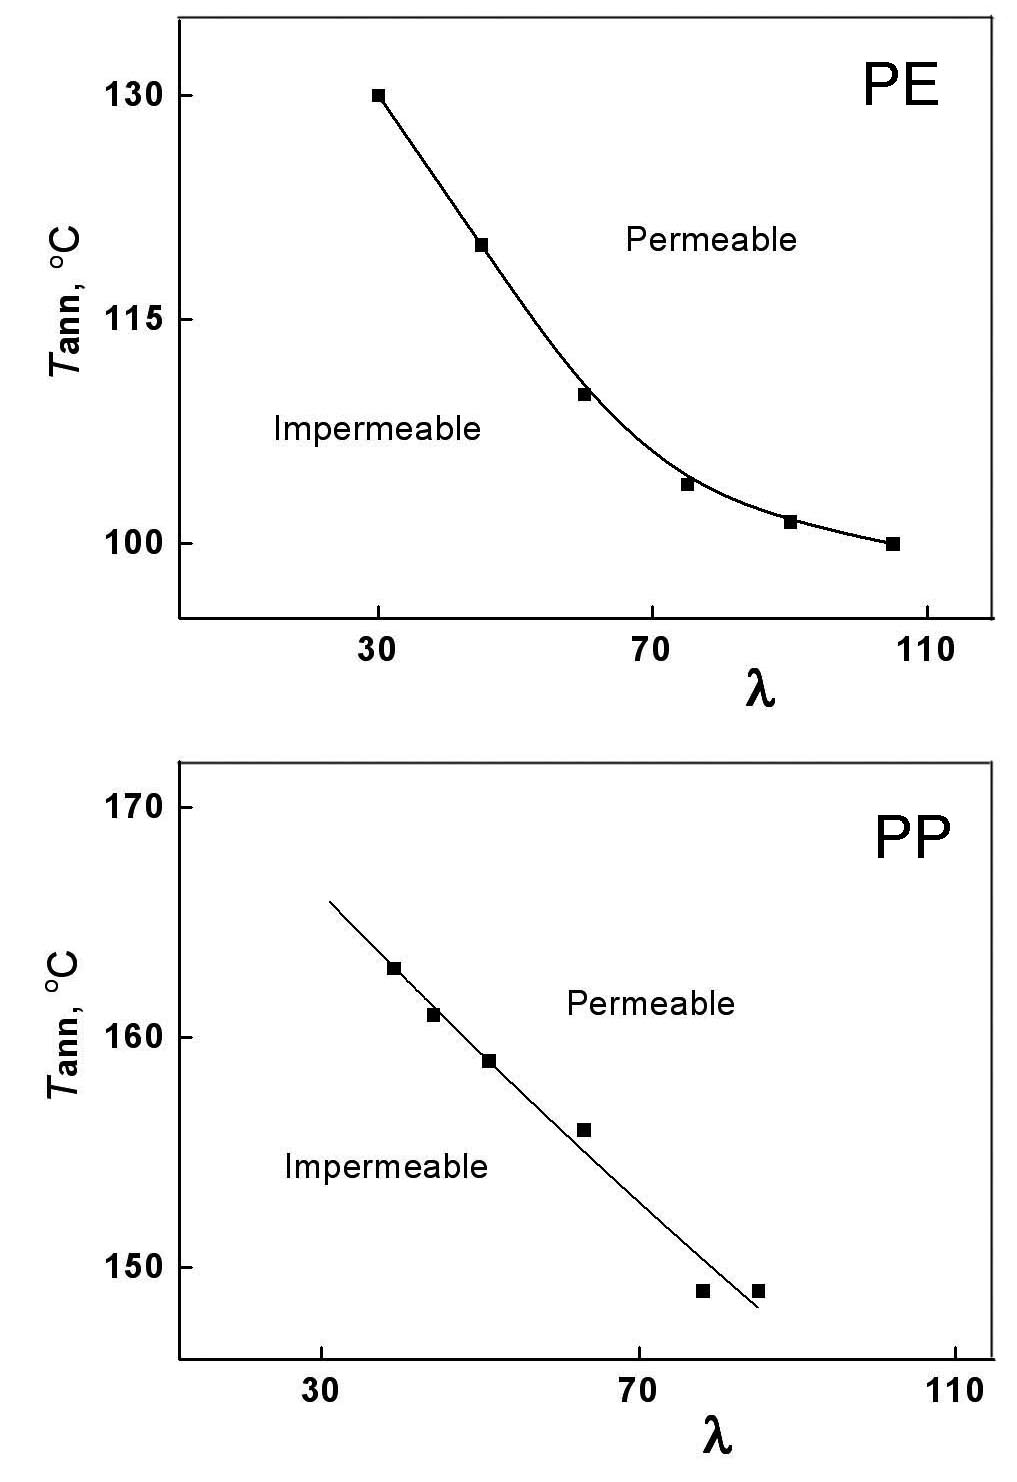 PE
130
Permeable
Tann, °C
115
Impermeable
100
30 70 110
λ
170
PP
Permeable
Tann, °C
160
Impermeable
150
30 70 110
λ